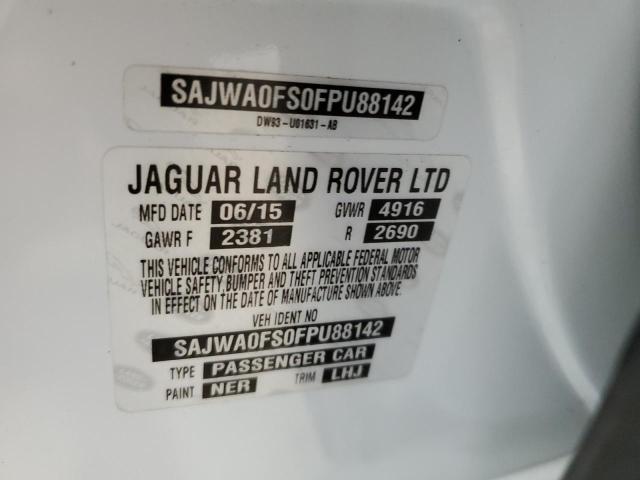 SAJWA0FS0FPU88142
DW93-U01631-AB
JAGUAR LAND ROVER LTD
MFD DATE 06/15 GVWR 4916
GAWR F 2381 R 2690
THIS VEHICLE CONFORMS TO ALL APPLICABLE FEDERAL MOTOR
VEHICLE SAFETY, BUMPER AND THEFT PREVENTION STANDARDS
IN EFFECT ON THE DATE OF MANUFACTURE SHOWN ABOVE.
VEH IDENT NO
SAJWA0FS0FPU88142
TYPE PASSENGER CAR
PAINT NER TRIM LHJ